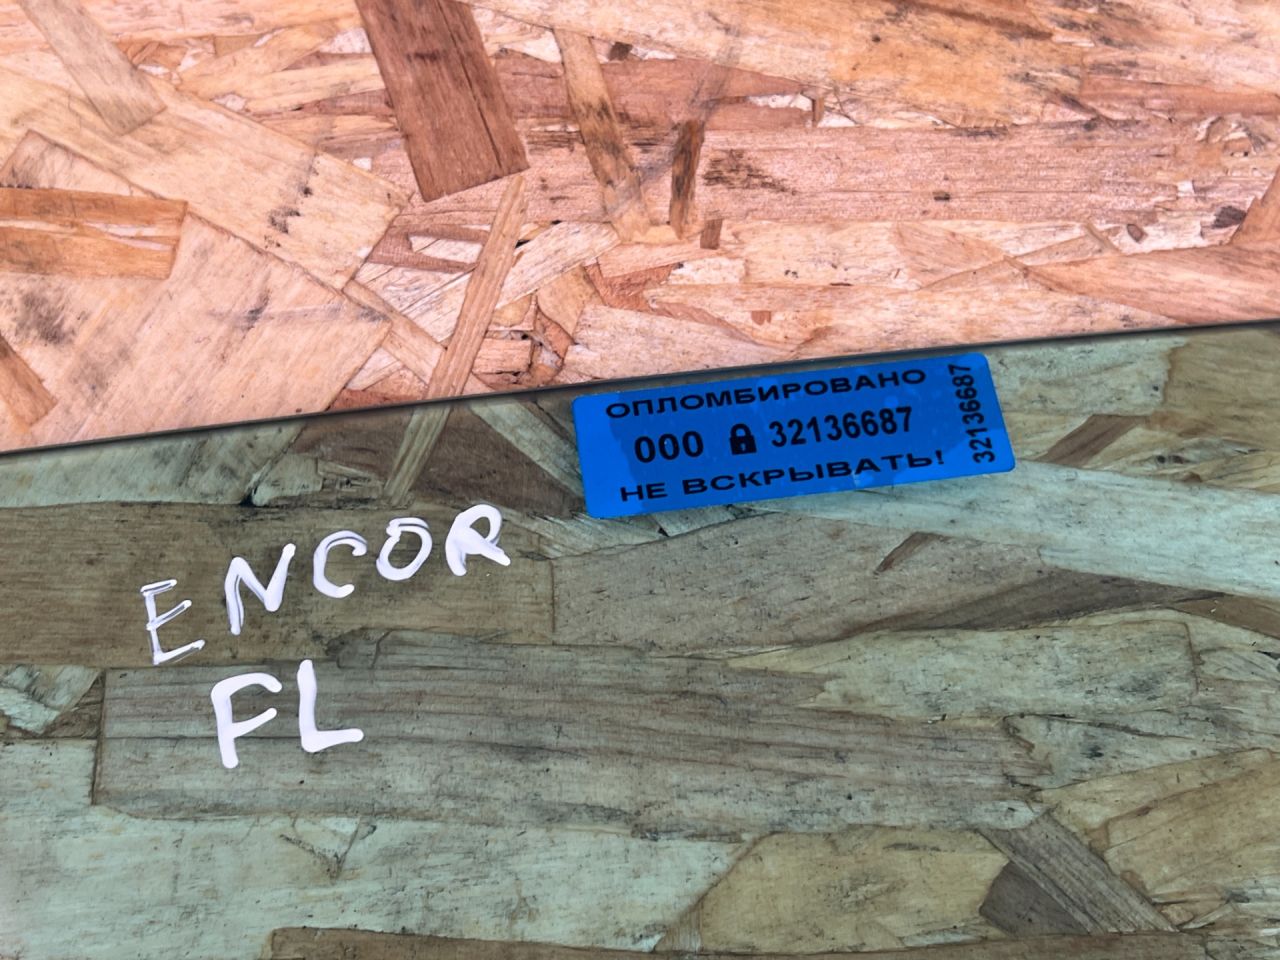 ОПЛОМБИРОВАНО
000 32136687
НЕ ВСКРЫВАТЬ!
32136687
ENCOR
FL